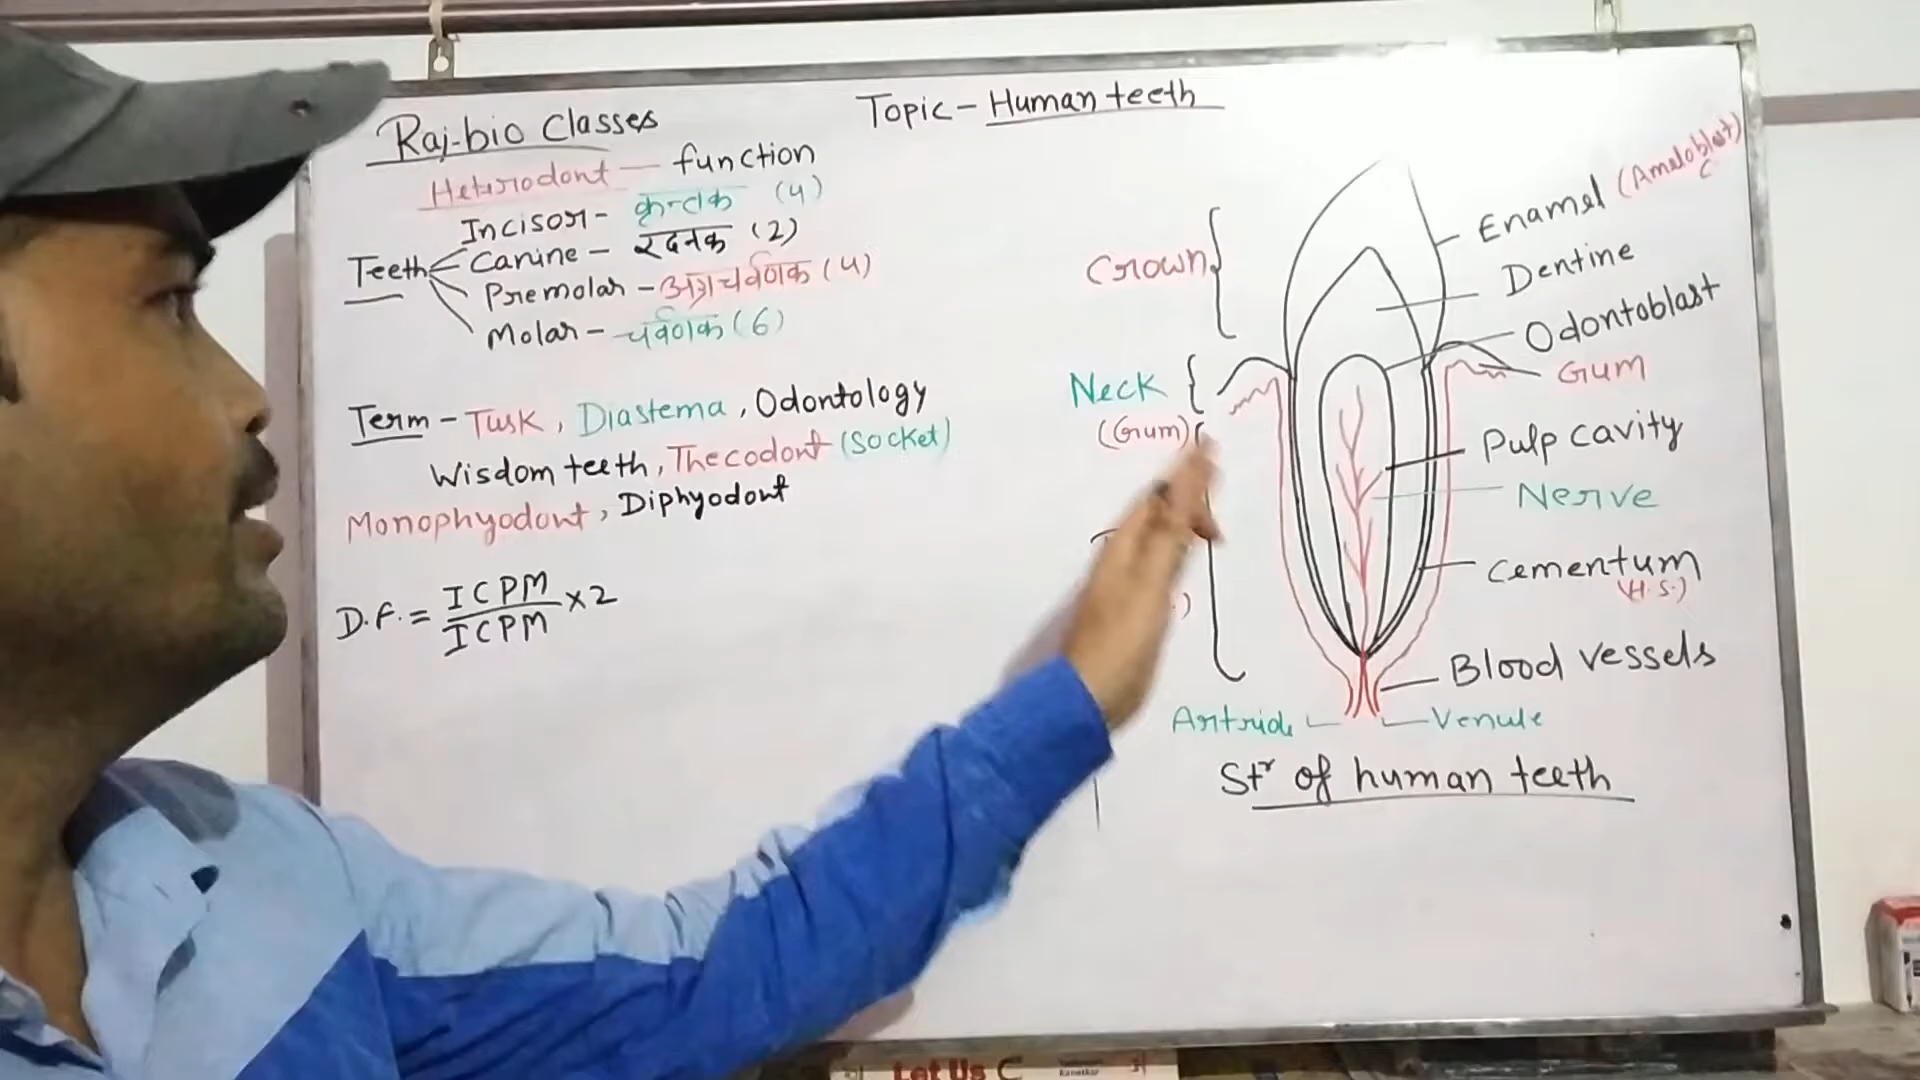 Raj-bio Classes
Topic - Human teeth
Heterodont — function
Teeth
Incisor - कृन्तक (4)
Canine - रदनक (2)
Premolar - अग्रचर्वणक (4)
Molar - चर्वणक (6)
Term - Tusk, Diastema, Odontology
Wisdom teeth, Thecodont (Socket)
Monophyodont, Diphyodont
D.F. = ICPM/ICPM ×2
Crown
Neck
(Gum)
Enamel (Ameloblast)
Dentine
Odontoblast
Gum
Pulp cavity
Nerve
Cementum
(H.S.)
Blood vessels
Venule
Str of human teeth
Let Us C